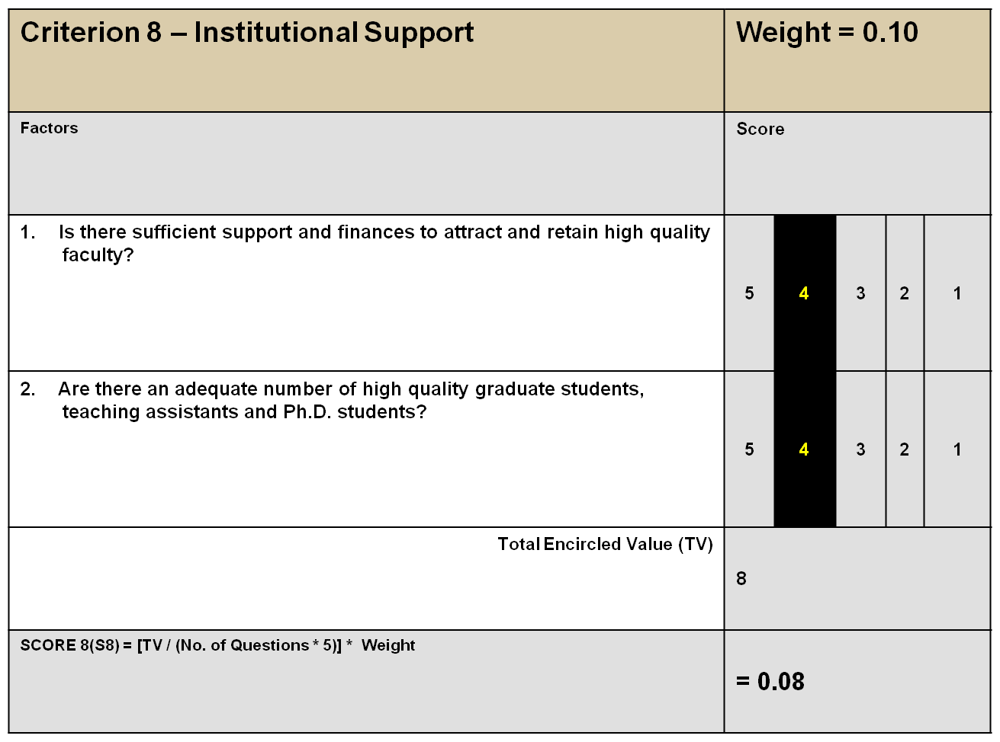 Criterion 8 – Institutional Support
Weight = 0.10
Factors
Score
1. Is there sufficient support and finances to attract and retain high quality
faculty?
5 4 3 2 1
2. Are there an adequate number of high quality graduate students,
teaching assistants and Ph.D. students?
5 4 3 2 1
Total Encircled Value (TV)
8
SCORE 8(S8) = [TV / (No. of Questions * 5)] * Weight
= 0.08